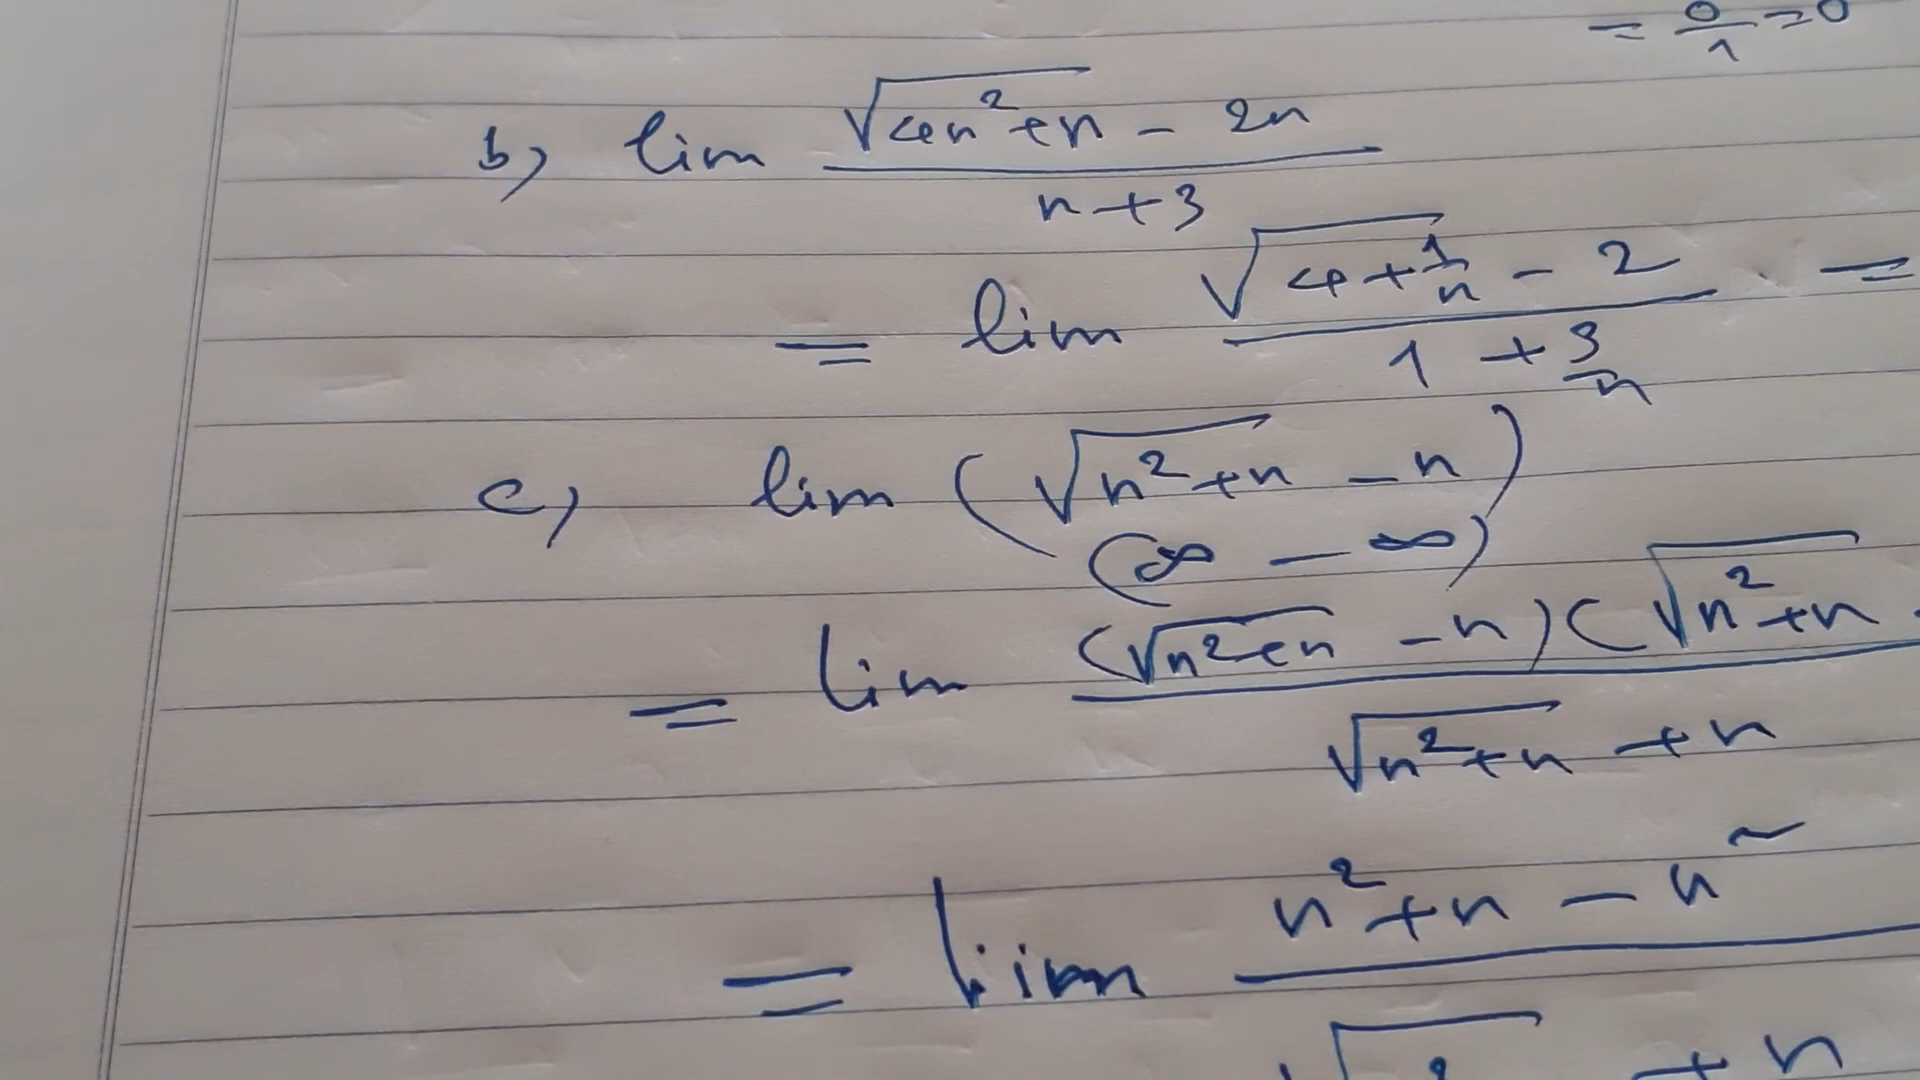 = 0/1 = 0
b) lim (√(4n²+n) - 2n)/(n+3)
= lim (√(4+1/n) - 2)/(1 + 3/n) =
c) lim (√(n²+n) - n)
(∞ - ∞)
= lim (√(n²+n) - n)(√(n²+n)
√(n²+n) + n
= lim n²+n - n²
√ + n